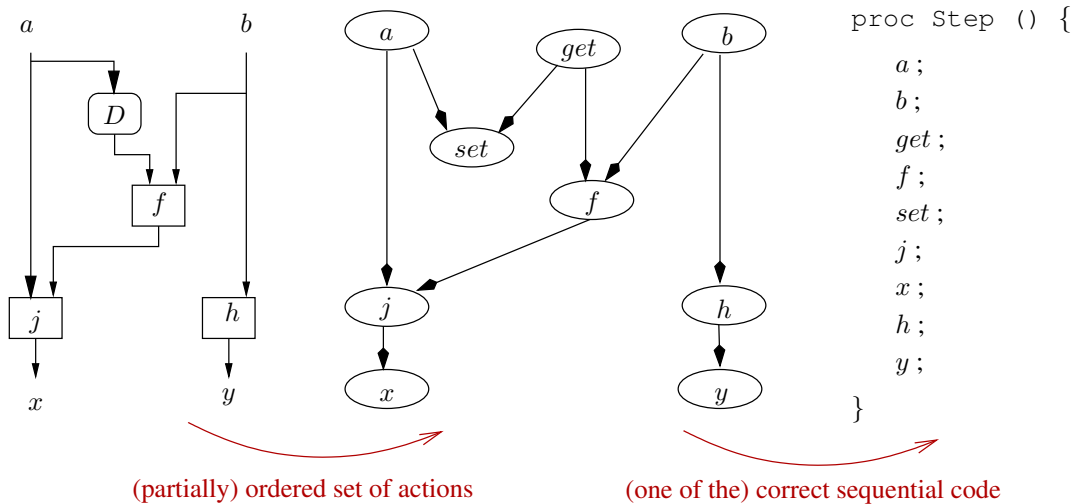 a
b
D
f
j
h
x
y
a
get
b
set
f
j
h
x
y
proc Step () {
a ;
b ;
get ;
f ;
set ;
j ;
x ;
h ;
y ;
}
(partially) ordered set of actions
(one of the) correct sequential code